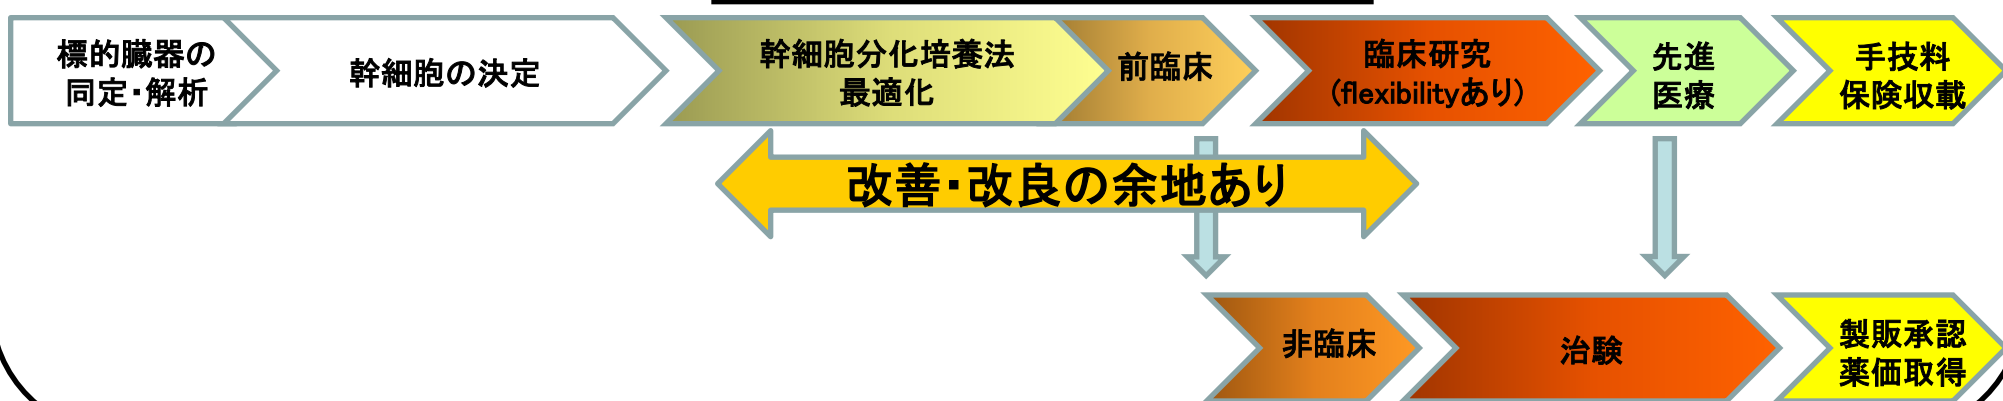 標的臓器の
同定・解析
幹細胞の決定
幹細胞分化培養法
最適化
前臨床
臨床研究
(flexibilityあり)
先進
医療
手技料
保険収載
改善・改良の余地あり
非臨床
治験
製販承認
薬価取得